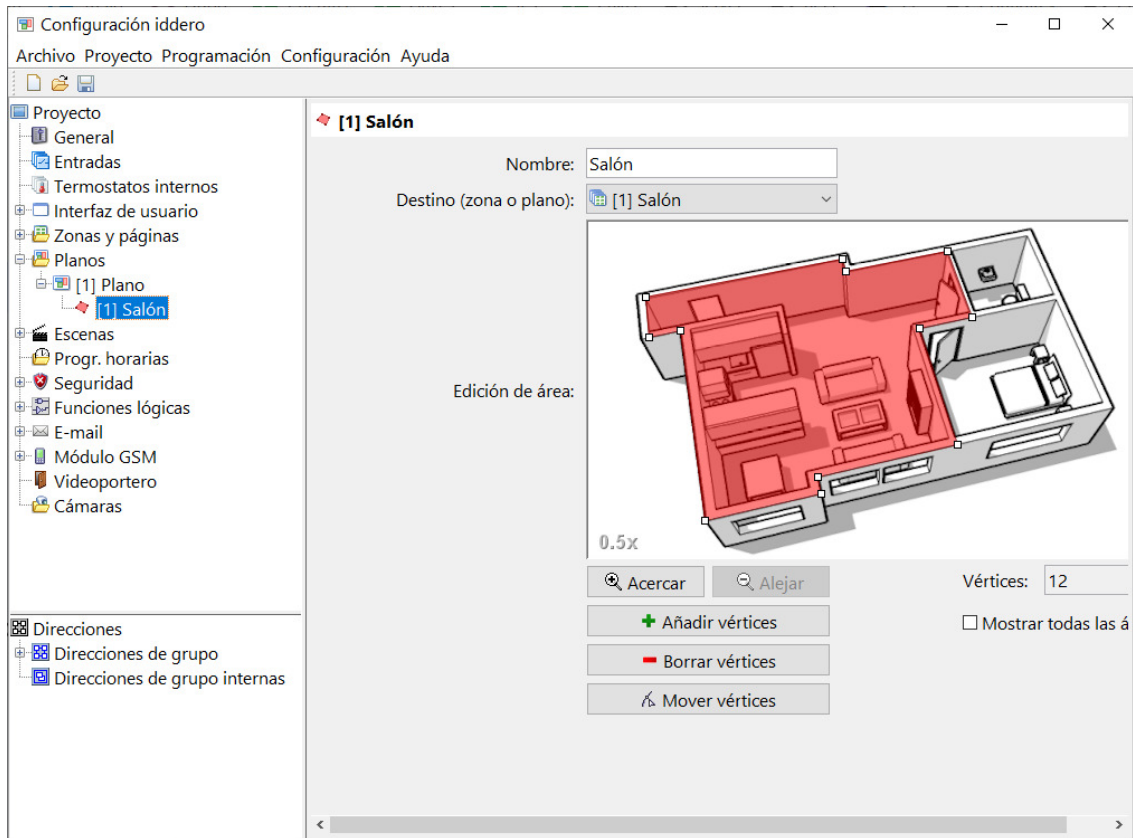 Configuración iddero
Archivo Proyecto Programación Configuración Ayuda
Proyecto
General
Entradas
Termostatos internos
Interfaz de usuario
Zonas y páginas
Planos
[1] Plano
[1] Salón
Escenas
Progr. horarias
Seguridad
Funciones lógicas
E-mail
Módulo GSM
Videoportero
Cámaras
Direcciones
Direcciones de grupo
Direcciones de grupo internas
[1] Salón
Nombre: Salón
Destino (zona o plano): [1] Salón
Edición de área:
0.5x
Acercar Alejar Vértices: 12
Añadir vértices Mostrar todas las á
Borrar vértices
Mover vértices